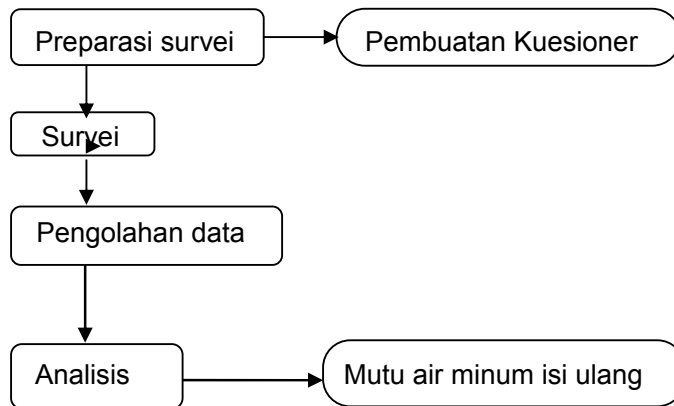 Preparasi survei
Pembuatan Kuesioner
Survei
Pengolahan data
Analisis
Mutu air minum isi ulang